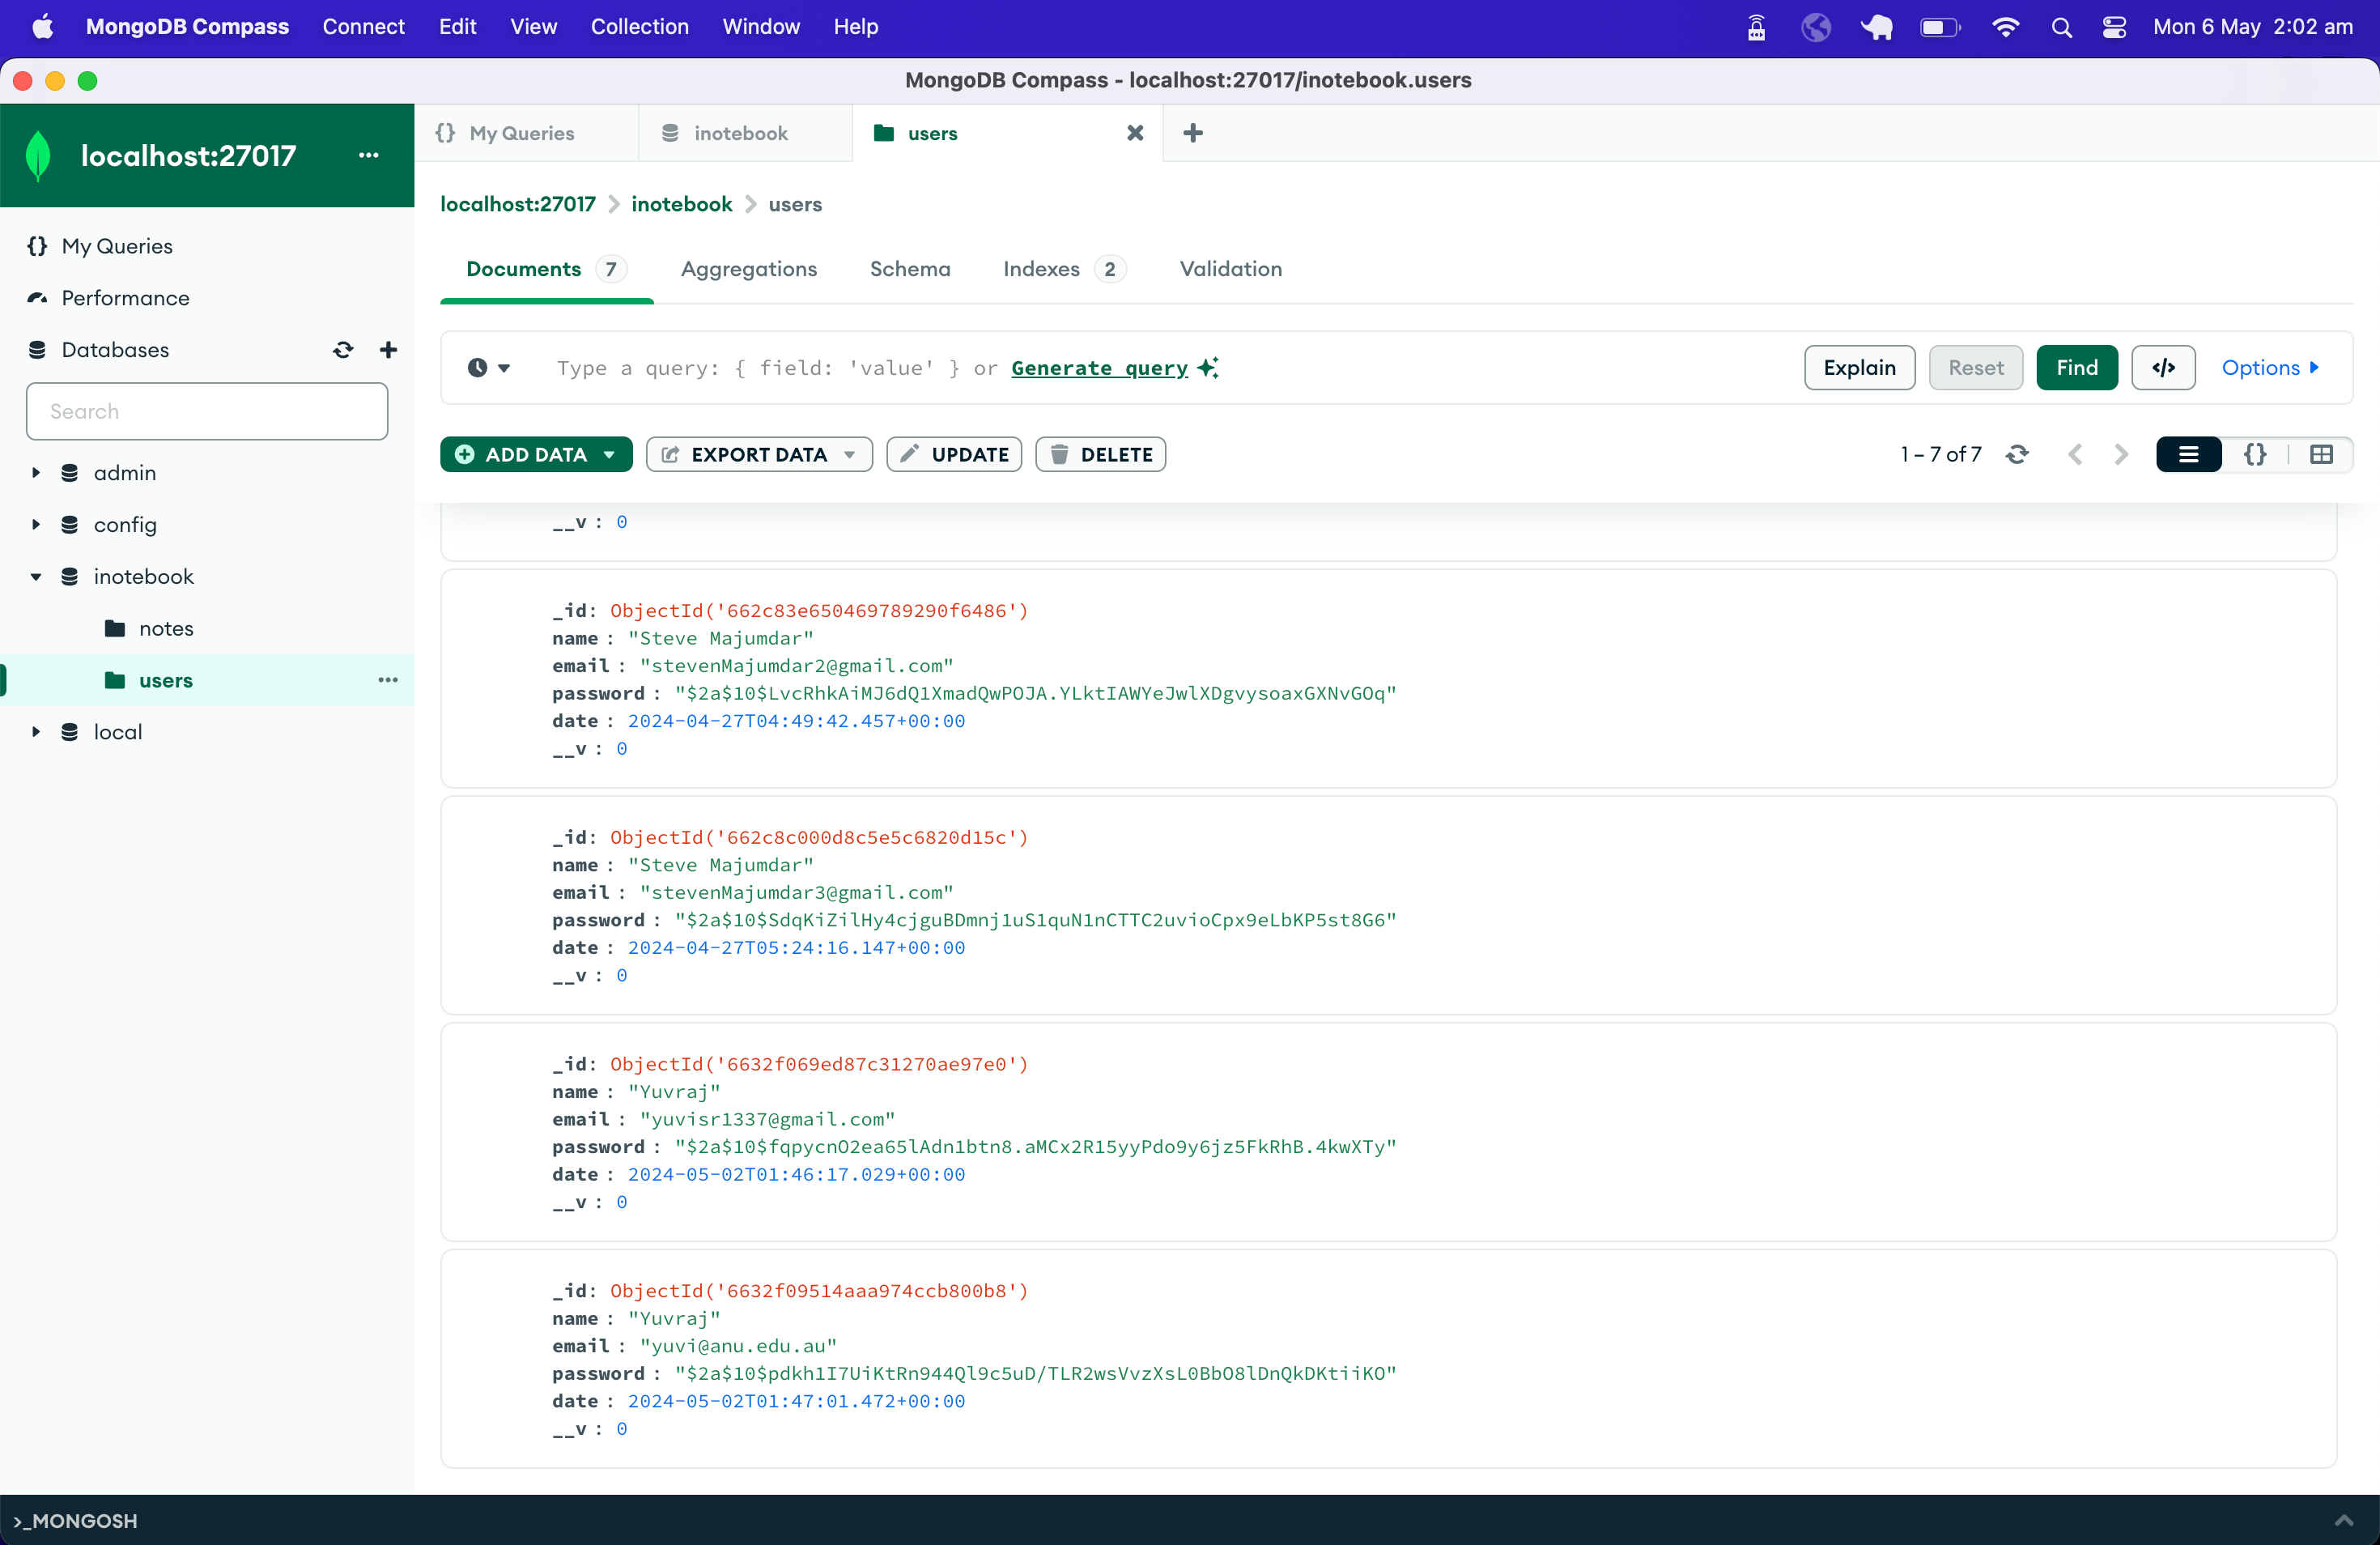 MongoDB Compass Connect Edit View Collection Window Help Mon 6 May 2:02 am
MongoDB Compass - localhost:27017/inotebook.users
localhost:27017 ...
My Queries
Performance
Databases
Search
admin
config
inotebook
notes
users ...
local
{} My Queries inotebook users
localhost:27017 > inotebook > users
Documents 7 Aggregations Schema Indexes 2 Validation
Type a query: { field: 'value' } or Generate query Explain Reset Find </> Options
ADD DATA EXPORT DATA UPDATE DELETE 1 – 7 of 7 {}
__v : 0
_id: ObjectId('662c83e650469789290f6486')
name : "Steve Majumdar"
email : "stevenMajumdar2@gmail.com"
password : "$2a$10$LvcRhkAiMJ6dQ1XmadQwPOJA.YLktIAWYeJwlXDgvysoaxGXNvGOq"
date : 2024-04-27T04:49:42.457+00:00
__v : 0
_id: ObjectId('662c8c000d8c5e5c6820d15c')
name : "Steve Majumdar"
email : "stevenMajumdar3@gmail.com"
password : "$2a$10$SdqKiZilHy4cjguBDmnj1uS1quN1nCTTC2uvioCpx9eLbKP5st8G6"
date : 2024-04-27T05:24:16.147+00:00
__v : 0
_id: ObjectId('6632f069ed87c31270ae97e0')
name : "Yuvraj"
email : "yuvisr1337@gmail.com"
password : "$2a$10$fqpycnO2ea65lAdn1btn8.aMCx2R15yyPdo9y6jz5FkRhB.4kwXTy"
date : 2024-05-02T01:46:17.029+00:00
__v : 0
_id: ObjectId('6632f09514aaa974ccb800b8')
name : "Yuvraj"
email : "yuvi@anu.edu.au"
password : "$2a$10$pdkh1I7UiKtRn944Ql9c5uD/TLR2wsVvzXsL0BbO8lDnQkDKtiiKO"
date : 2024-05-02T01:47:01.472+00:00
__v : 0
>_MONGOSH